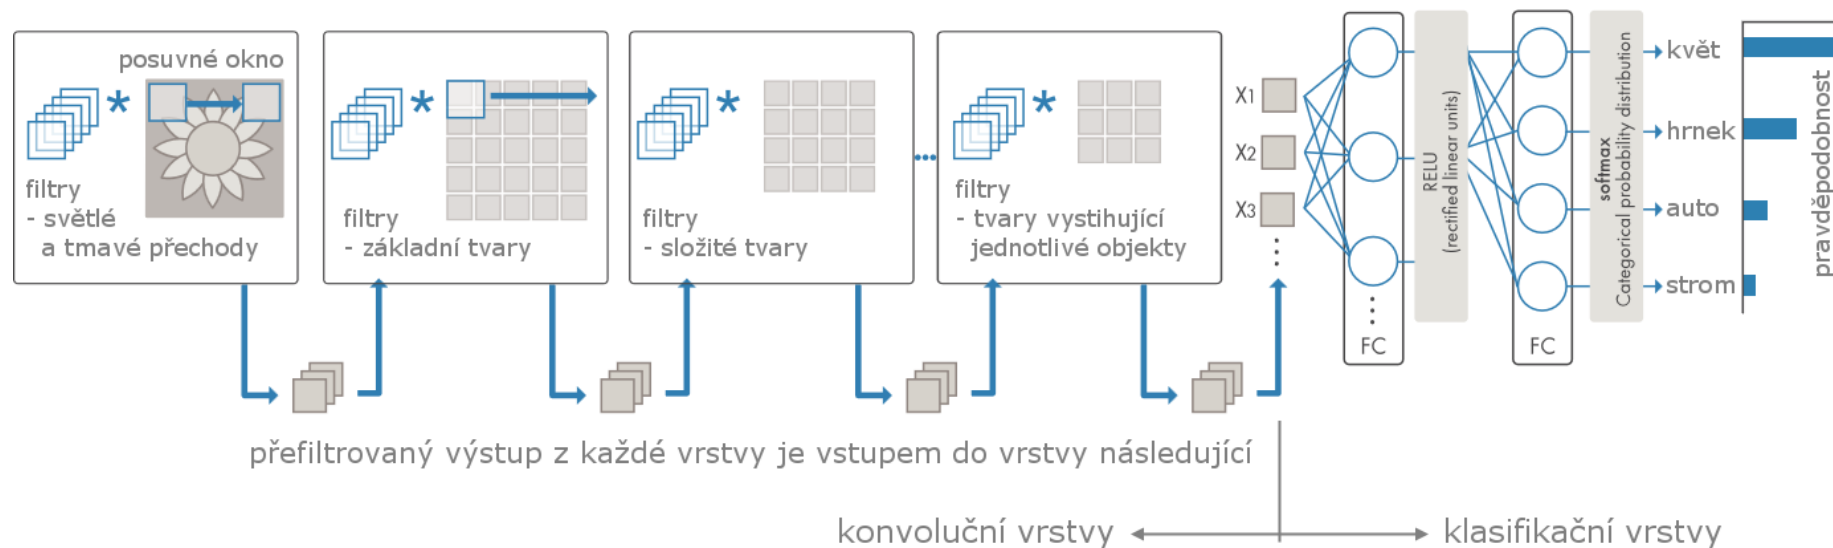 posuvné okno
*
filtry
- světlé
a tmavé přechody
*
filtry
- základní tvary
*
filtry
- složité tvary
*
filtry
- tvary vystihující
jednotlivé objekty
X1
X2
X3
FC
RELU
(rectified linear units)
FC
softmax
Categorical probability distribution
květ
hrnek
auto
strom
pravděpodobnost
přefiltrovaný výstup z každé vrstvy je vstupem do vrstvy následující
konvoluční vrstvy
klasifikační vrstvy